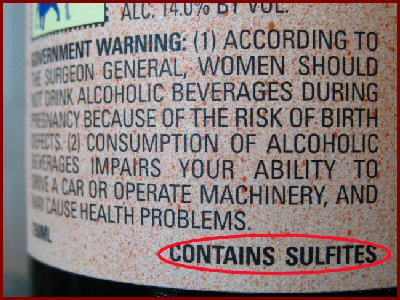 ALC. 14.0% BY VOL.
GOVERNMENT WARNING: (1) ACCORDING TO
THE SURGEON GENERAL, WOMEN SHOULD
NOT DRINK ALCOHOLIC BEVERAGES DURING
PREGNANCY BECAUSE OF THE RISK OF BIRTH
DEFECTS. (2) CONSUMPTION OF ALCOHOLIC
BEVERAGES IMPAIRS YOUR ABILITY TO
DRIVE A CAR OR OPERATE MACHINERY, AND
MAY CAUSE HEALTH PROBLEMS.
750ML
CONTAINS SULFITES